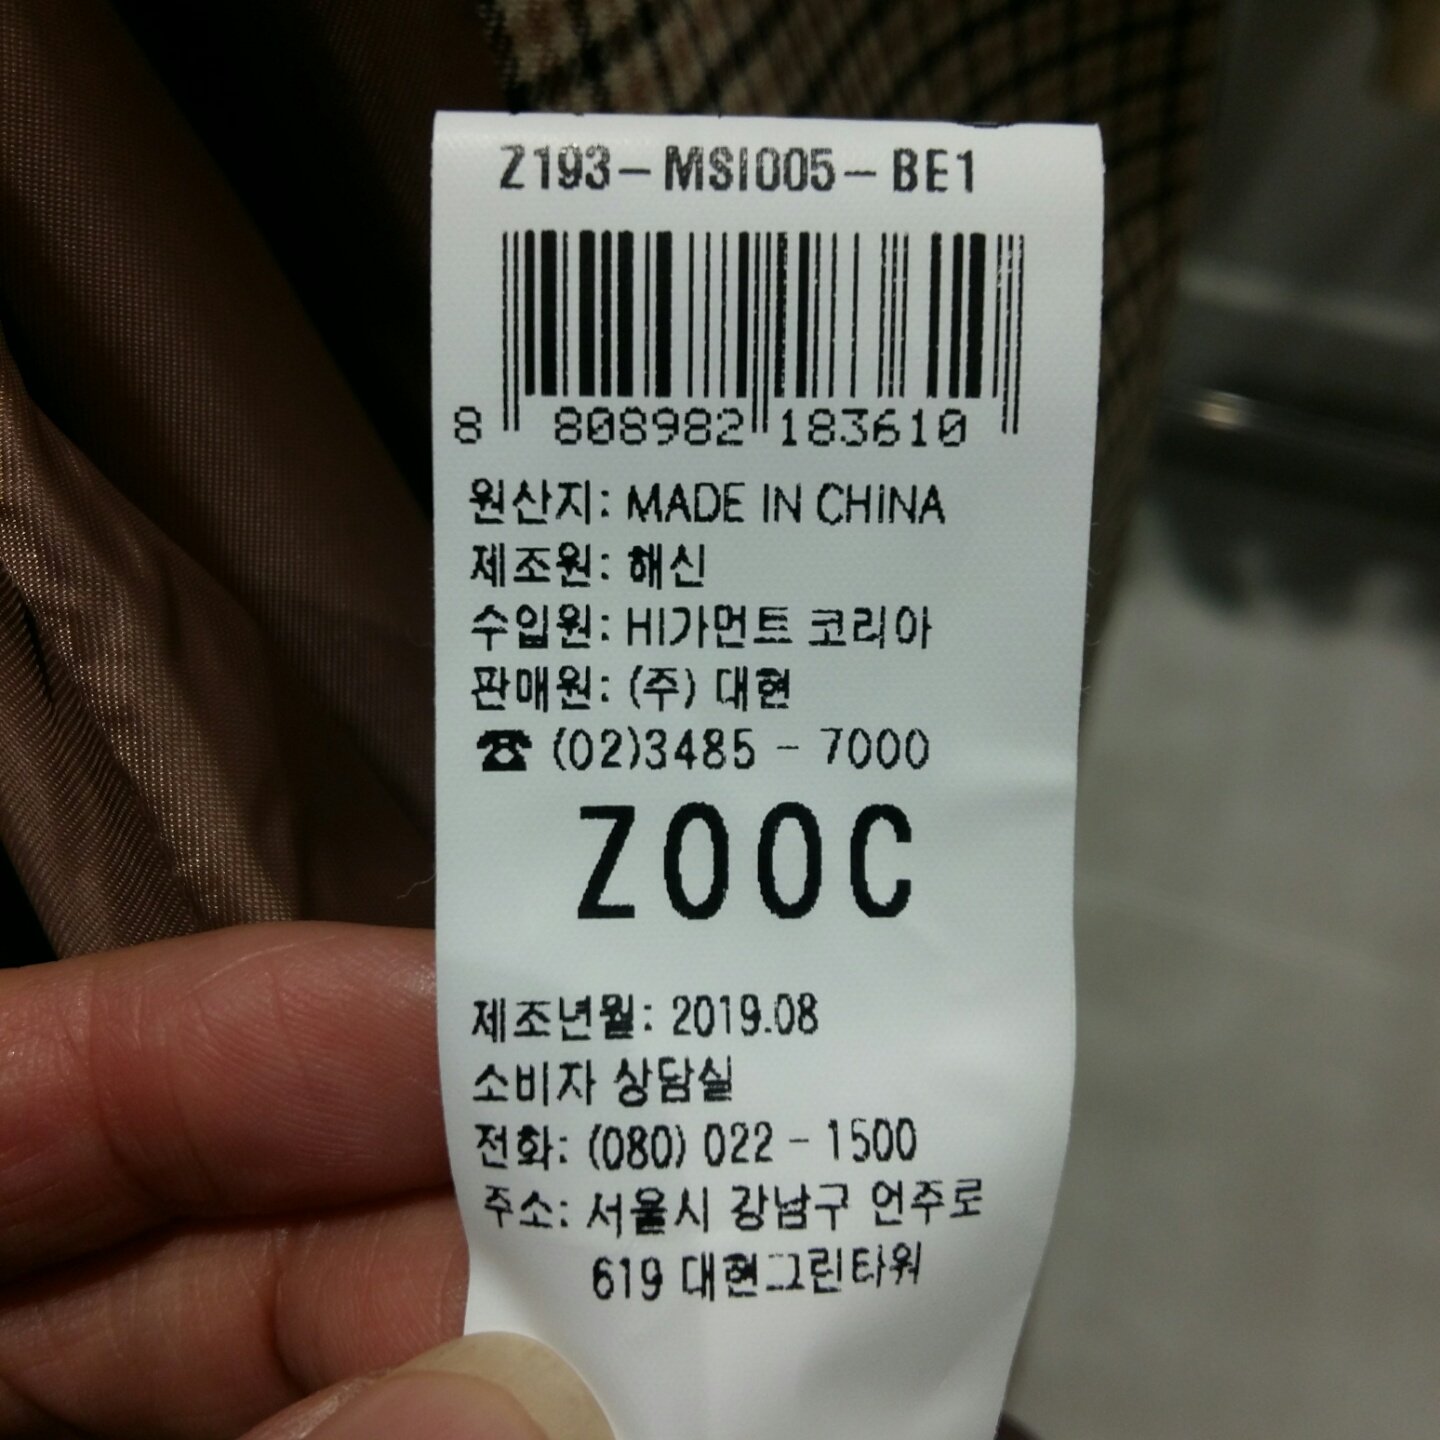 Z193-MSI005-BE1
8 808982 183610
원산지: MADE IN CHINA
제조원: 해신
수입원: HI가먼트 코리아
판매원: (주) 대현
☎ (02)3485 - 7000
ZOOC
제조년월: 2019.08
소비자 상담실
전화: (080) 022 - 1500
주소: 서울시 강남구 언주로
619 대현그린타워